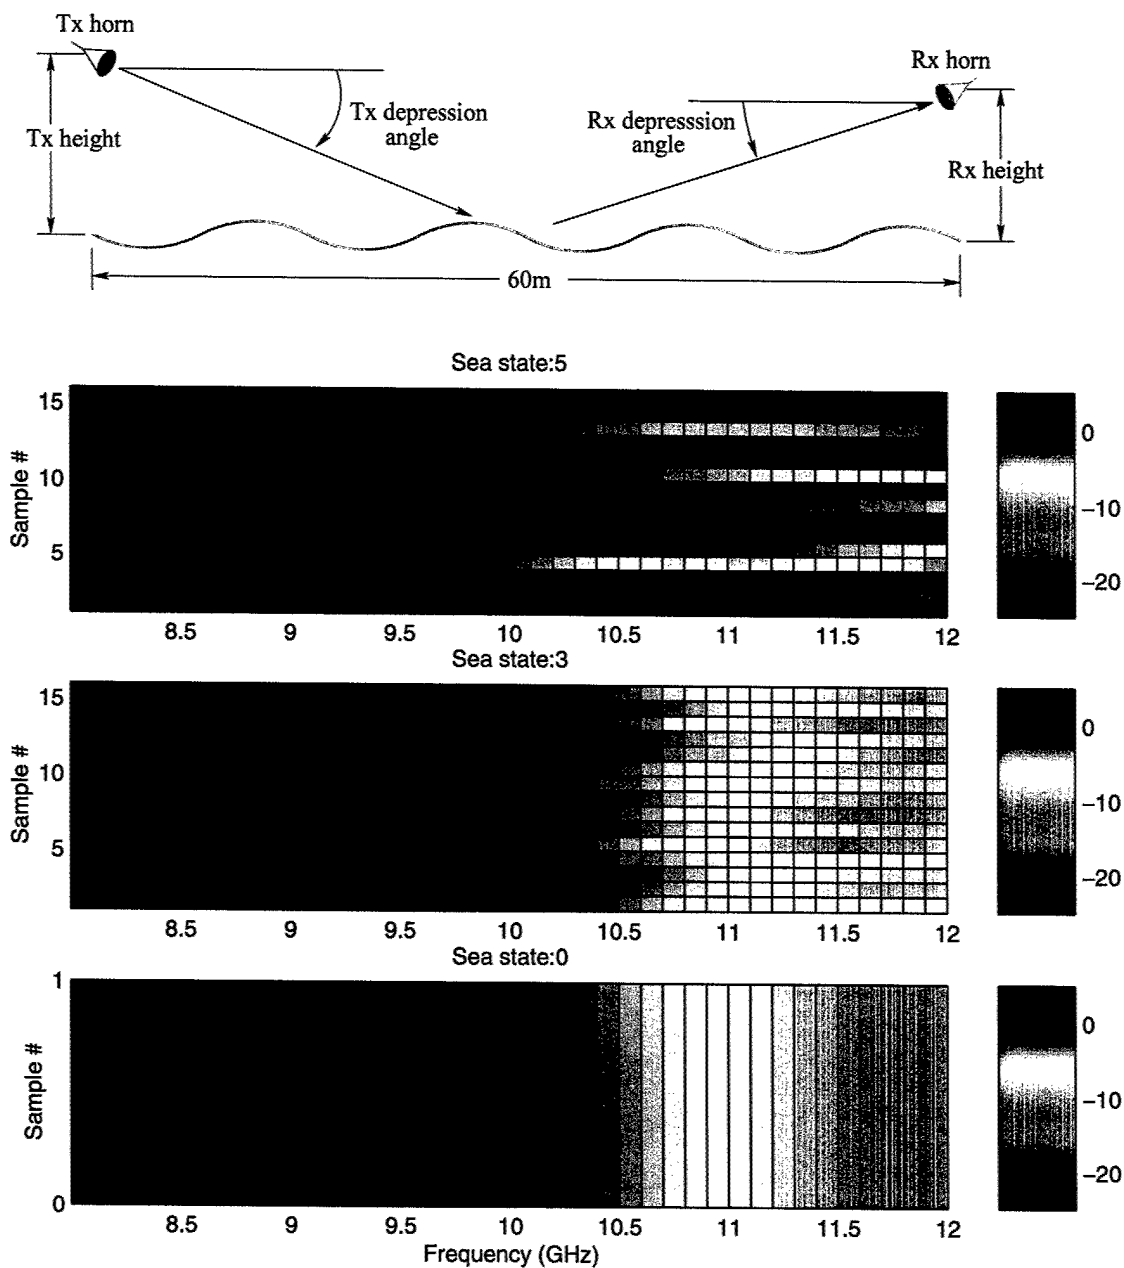 Tx horn
Rx horn
Tx depression
angle
Rx depresssion
angle
Tx height
Rx height
60m
Sea state:5
15
10
5
Sample #
0
−10
−20
8.5 9 9.5 10 10.5 11 11.5 12
Sea state:3
15
10
5
Sample #
0
−10
−20
8.5 9 9.5 10 10.5 11 11.5 12
Sea state:0
1
0
Sample #
0
−10
−20
8.5 9 9.5 10 10.5 11 11.5 12
Frequency (GHz)